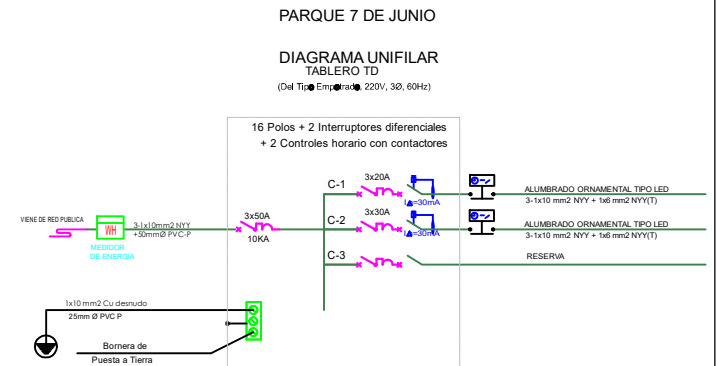 PARQUE 7 DE JUNIO
DIAGRAMA UNIFILAR
TABLERO TD
(Del Tipo Empotrado, 220V, 3Ø, 60Hz)
16 Polos + 2 Interruptores diferenciales
+ 2 Controles horario con contactores
C-1
3x20A
I∆=30mA
ALUMBRADO ORNAMENTAL TIPO LED
3-1x10 mm2 NYY + 1x6 mm2 NYY(T)
VIENE DE RED PUBLICA
WH
3-1x10mm2 NYY
+50mmØ PVC-P
MEDIDOR
DE ENERGIA
3x50A
10KA
C-2
3x30A
I∆=30mA
ALUMBRADO ORNAMENTAL TIPO LED
3-1x10 mm2 NYY + 1x6 mm2 NYY(T)
C-3
RESERVA
1x10 mm2 Cu desnudo
25mm Ø PVC P
Bornera de
Puesta a Tierra